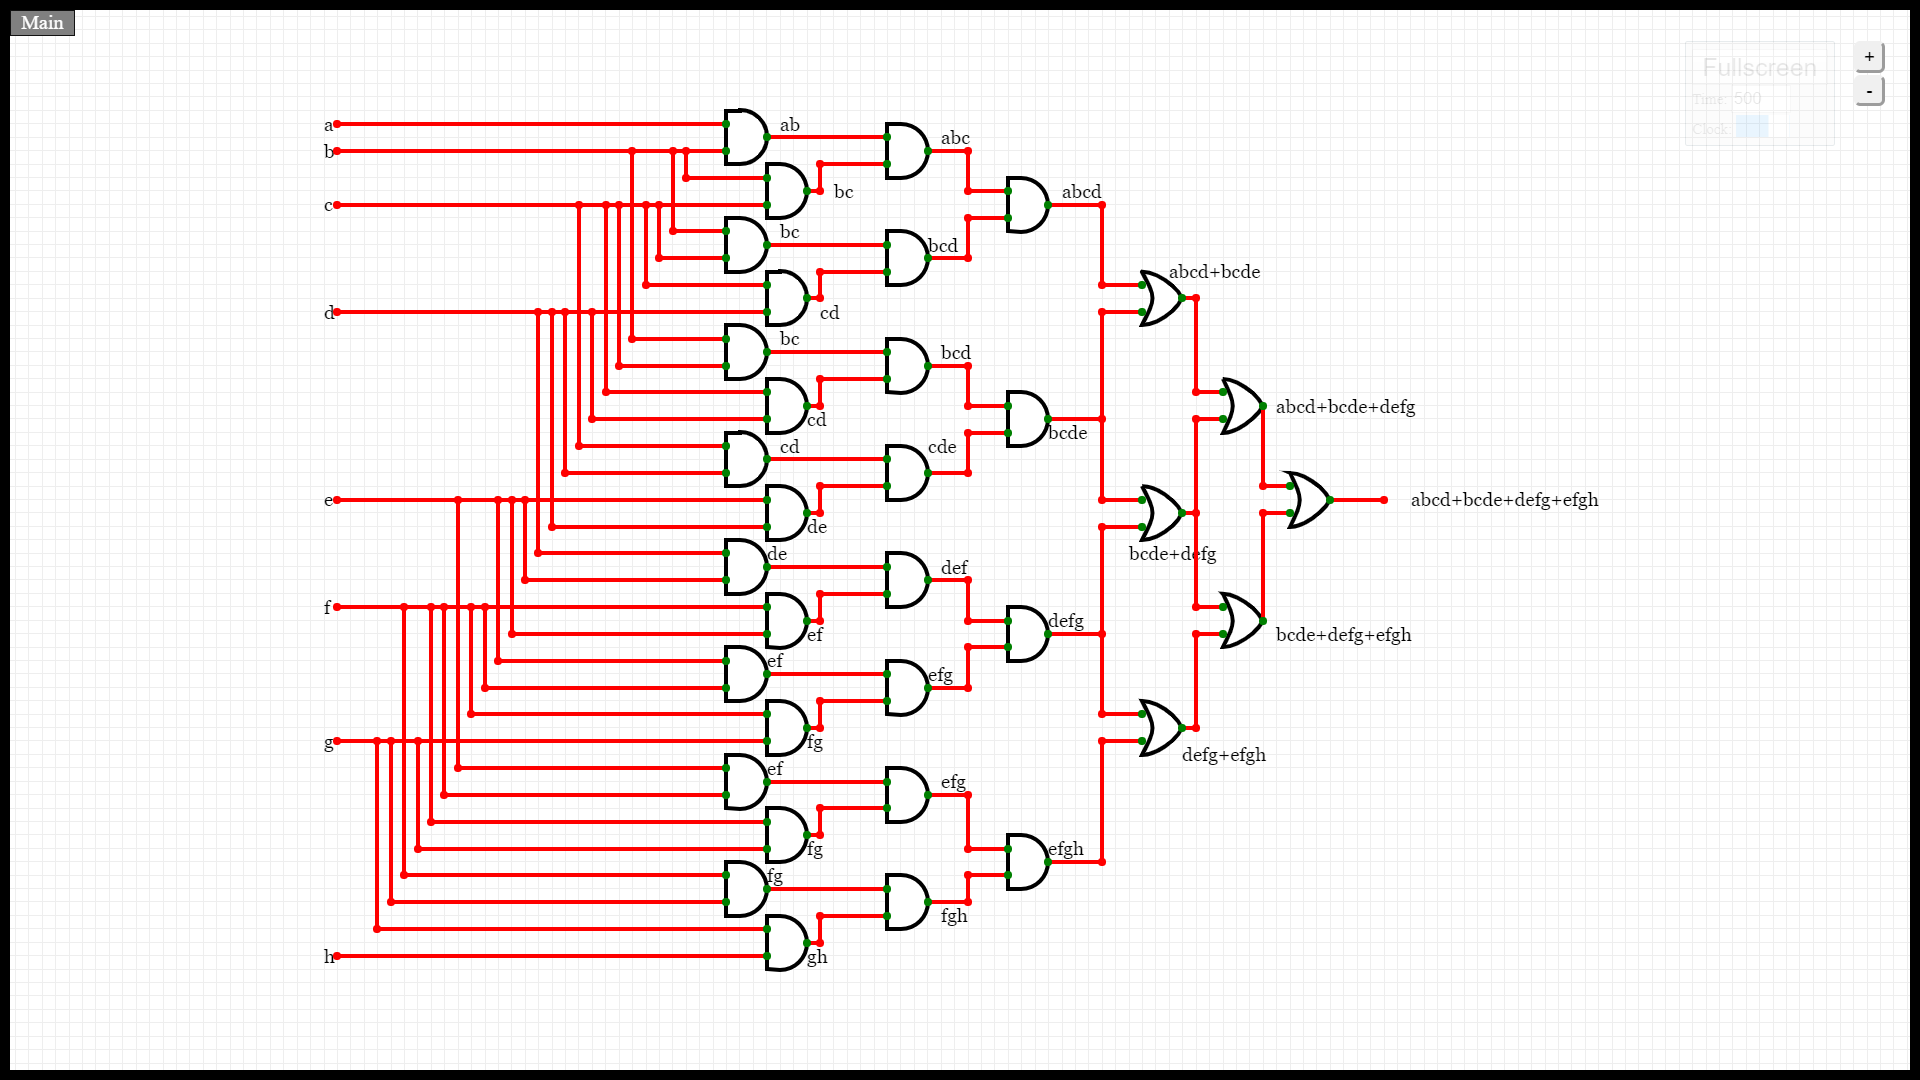 Main
Fullscreen
Time: 500
Clock:
+
-
a
b
c
d
e
f
g
h
ab
bc
bc
cd
bc
cd
cd
de
de
ef
ef
fg
ef
fg
fg
gh
abc
bcd
bcd
cde
def
efg
efg
fgh
abcd
bcde
defg
efgh
abcd+bcde
bcde+defg
defg+efgh
abcd+bcde+defg
bcde+defg+efgh
abcd+bcde+defg+efgh